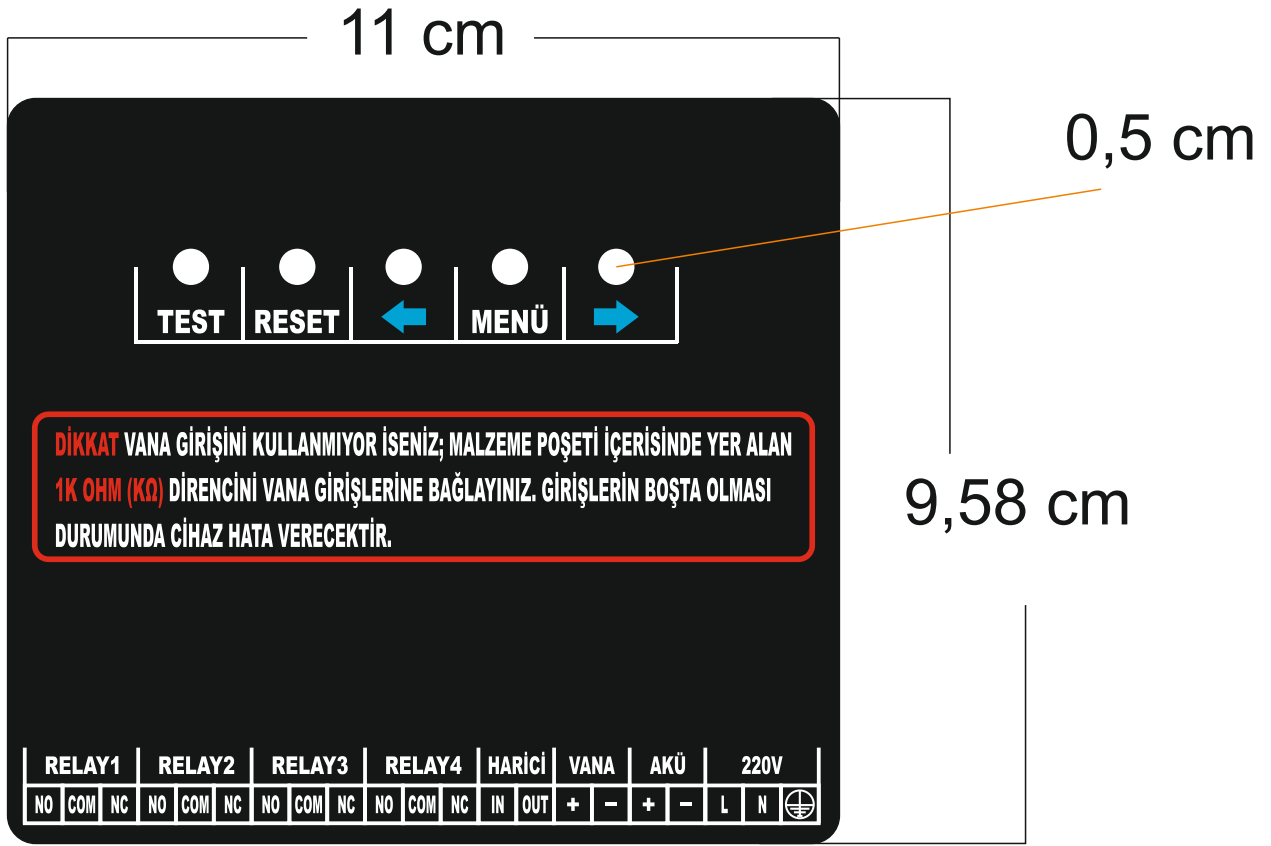 11 cm
0,5 cm
TEST RESET MENÜ
DİKKAT VANA GİRİŞİNİ KULLANMIYOR İSENİZ; MALZEME POŞETİ İÇERİSİNDE YER ALAN
1K OHM (KΩ) DİRENCİNİ VANA GİRİŞLERİNE BAĞLAYINIZ. GİRİŞLERİN BOŞTA OLMASI
DURUMUNDA CİHAZ HATA VERECEKTİR.
9,58 cm
RELAY1 RELAY2 RELAY3 RELAY4 HARİCİ VANA AKÜ 220V
NO COM NC NO COM NC NO COM NC NO COM NC IN OUT + − + − L N